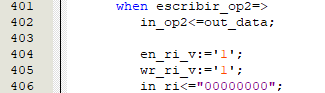 401 when escribir_op2=>
402 in_op2<=out_data;
403
404 en_ri_v:='1';
405 wr_ri_v:='1';
406 in_ri<="00000000";